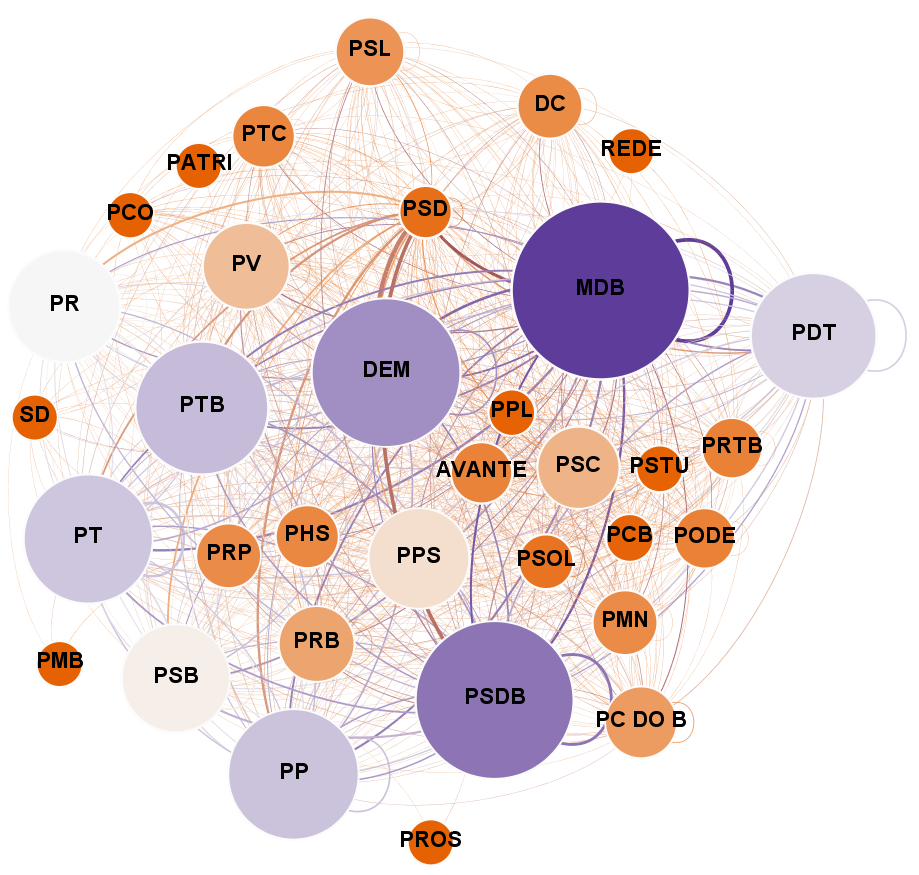 PSL
DC
PTC
REDE
PATRI
PSD
PCO
PV
MDB
PR
PDT
DEM
PTB
PPL
SD
PRTB
PSC
PSTU
AVANTE
PHS
PT
PCB
PODE
PRP
PPS
PSOL
PMN
PRB
PMB
PSB
PSDB
PC DO B
PP
PROS